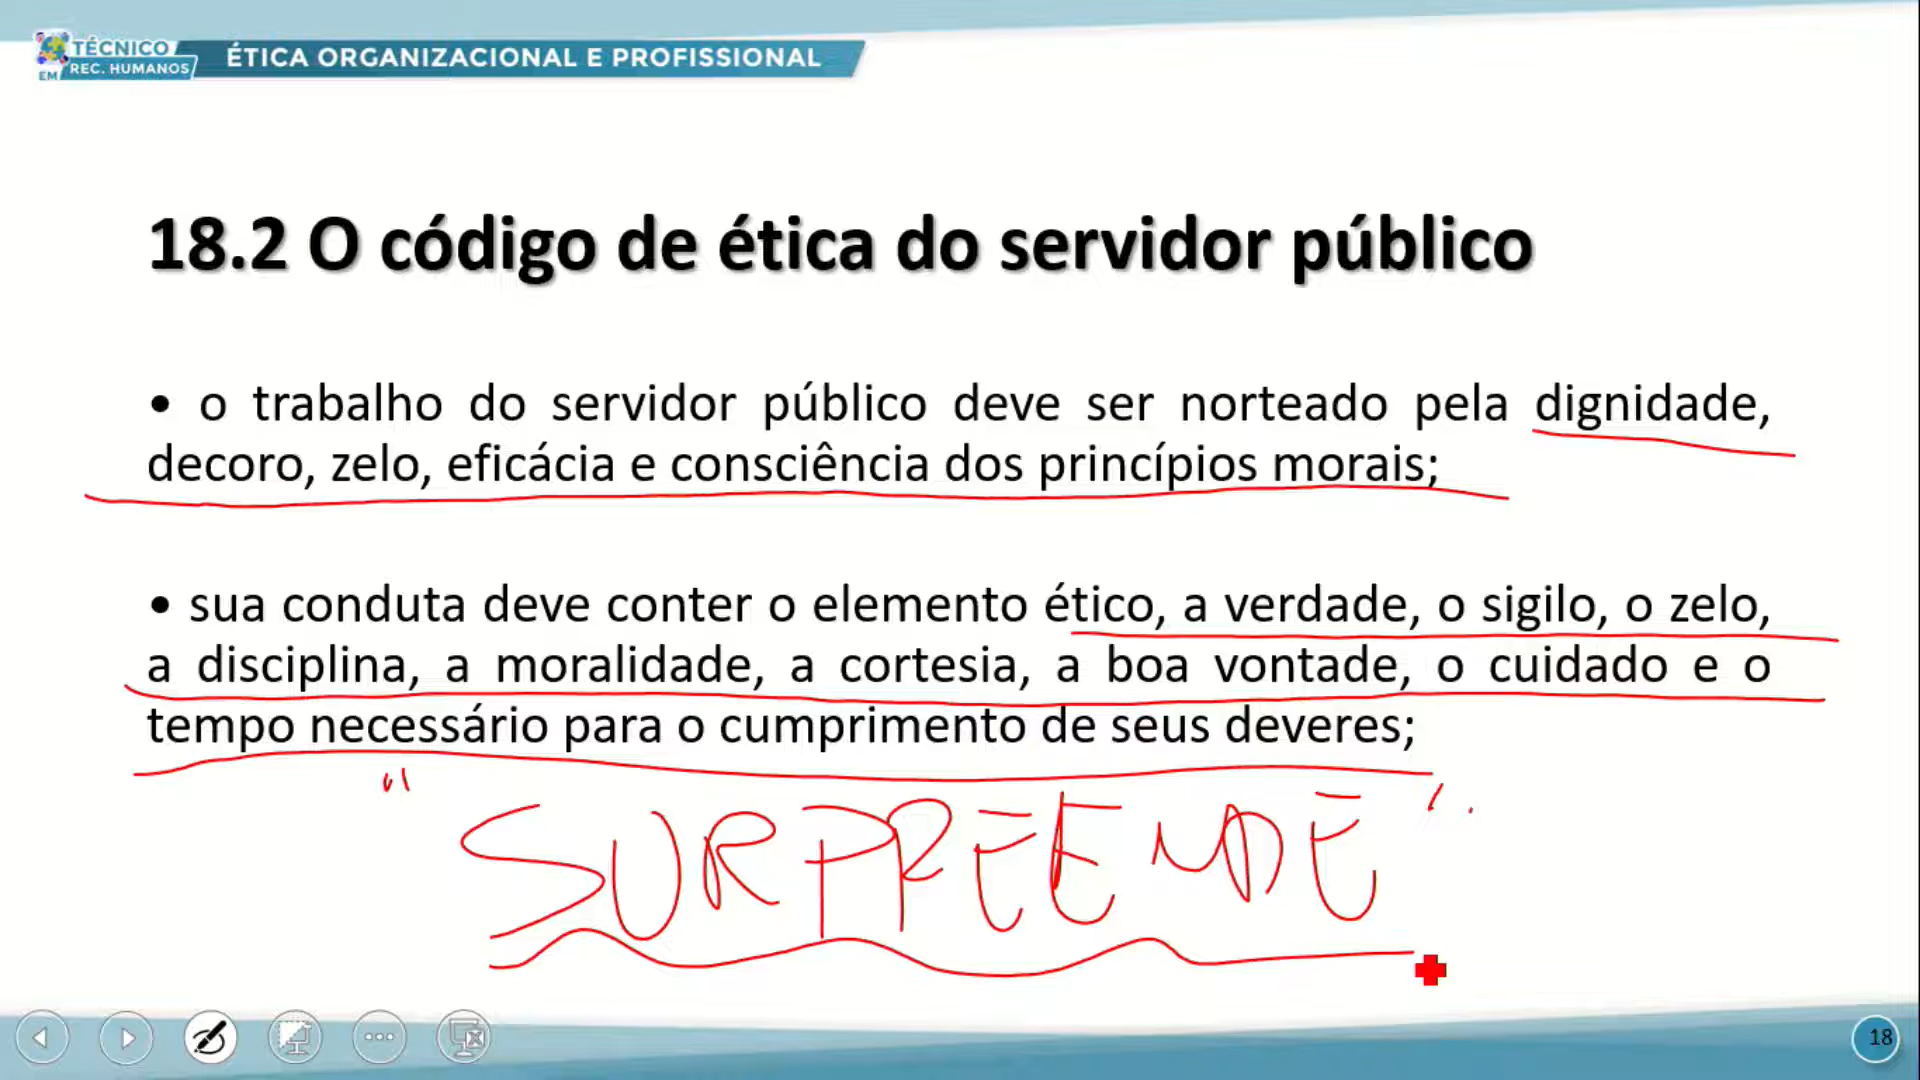 TÉCNICO
EM REC. HUMANOS
ÉTICA ORGANIZACIONAL E PROFISSIONAL
18.2 O código de ética do servidor público
• o trabalho do servidor público deve ser norteado pela dignidade,
decoro, zelo, eficácia e consciência dos princípios morais;
• sua conduta deve conter o elemento ético, a verdade, o sigilo, o zelo,
a disciplina, a moralidade, a cortesia, a boa vontade, o cuidado e o
tempo necessário para o cumprimento de seus deveres;
"SURPREENDE".
18